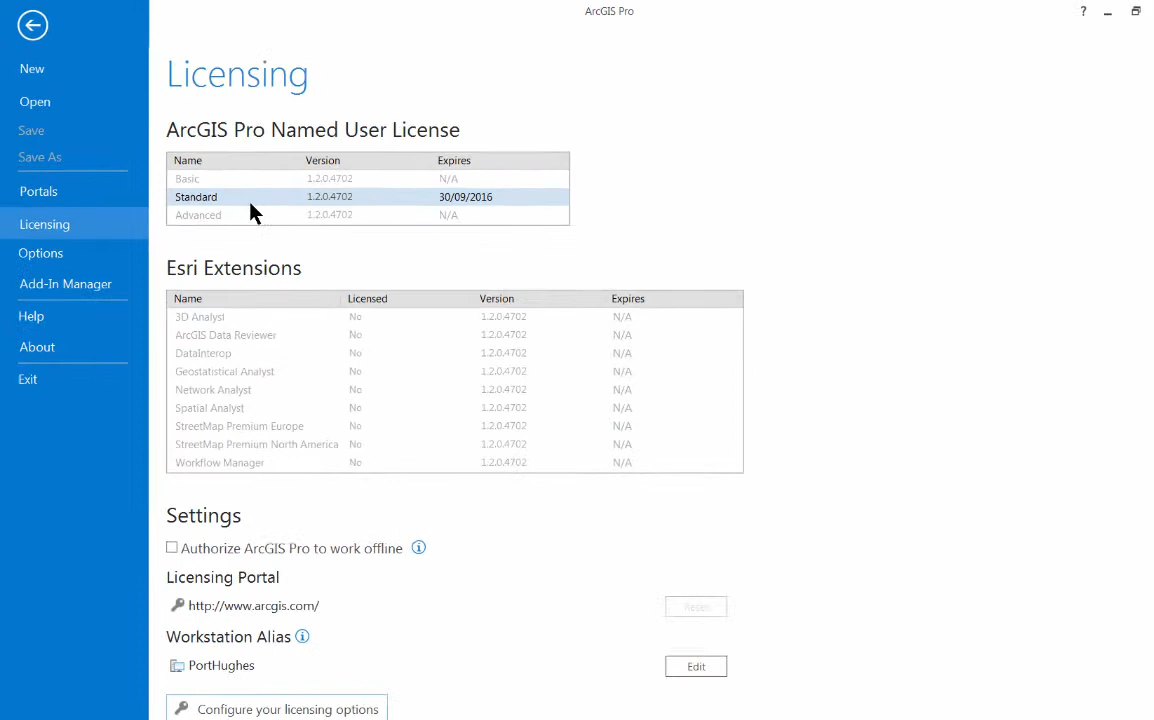 ArcGIS Pro
?
New
Open
Save
Save As
Portals
Licensing
Options
Add-In Manager
Help
About
Exit
Licensing
ArcGIS Pro Named User License
Name Version Expires
Basic 1.2.0.4702 N/A
Standard 1.2.0.4702 30/09/2016
Advanced 1.2.0.4702 N/A
Esri Extensions
Name Licensed Version Expires
3D Analyst No 1.2.0.4702 N/A
ArcGIS Data Reviewer No 1.2.0.4702 N/A
DataInterop No 1.2.0.4702 N/A
Geostatistical Analyst No 1.2.0.4702 N/A
Network Analyst No 1.2.0.4702 N/A
Spatial Analyst No 1.2.0.4702 N/A
StreetMap Premium Europe No 1.2.0.4702 N/A
StreetMap Premium North America No 1.2.0.4702 N/A
Workflow Manager No 1.2.0.4702 N/A
Settings
Authorize ArcGIS Pro to work offline
Licensing Portal
http://www.arcgis.com/ Reset
Workstation Alias
PortHughes Edit
Configure your licensing options